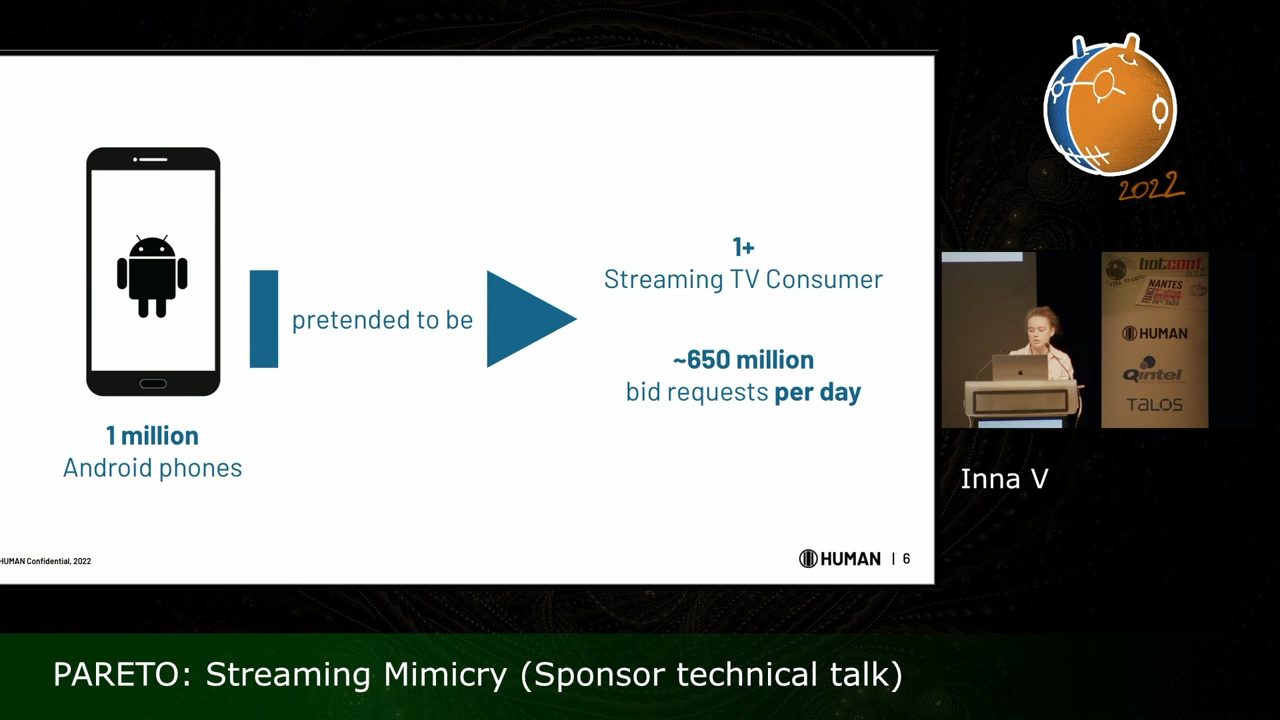 2022
1+
Streaming TV Consumer
pretended to be
~650 million
bid requests per day
1 million
Android phones
HUMAN Confidential, 2022
HUMAN | 6
botconf
NANTES
HUMAN
Qintel
TALOS
Inna V
PARETO: Streaming Mimicry (Sponsor technical talk)